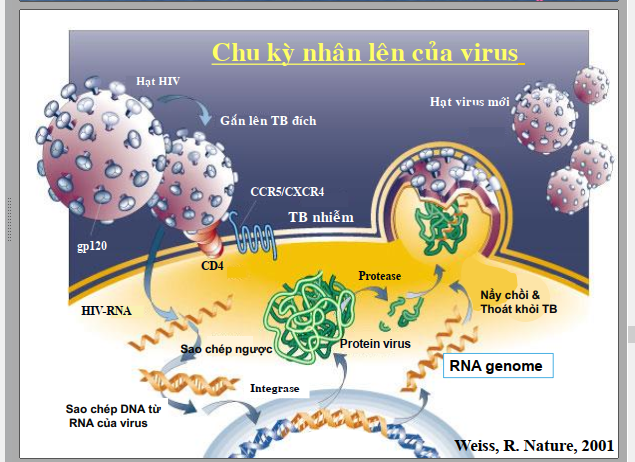 Chu kỳ nhân lên của virus
Hạt HIV
Gắn lên TB đích
Hạt virus mới
CCR5/CXCR4
TB nhiễm
gp120
CD4
Protease
HIV-RNA
Nẩy chồi &
Thoát khỏi TB
Sao chép ngược
Protein virus
RNA genome
Integrase
Sao chép DNA từ
RNA của virus
Weiss, R. Nature, 2001